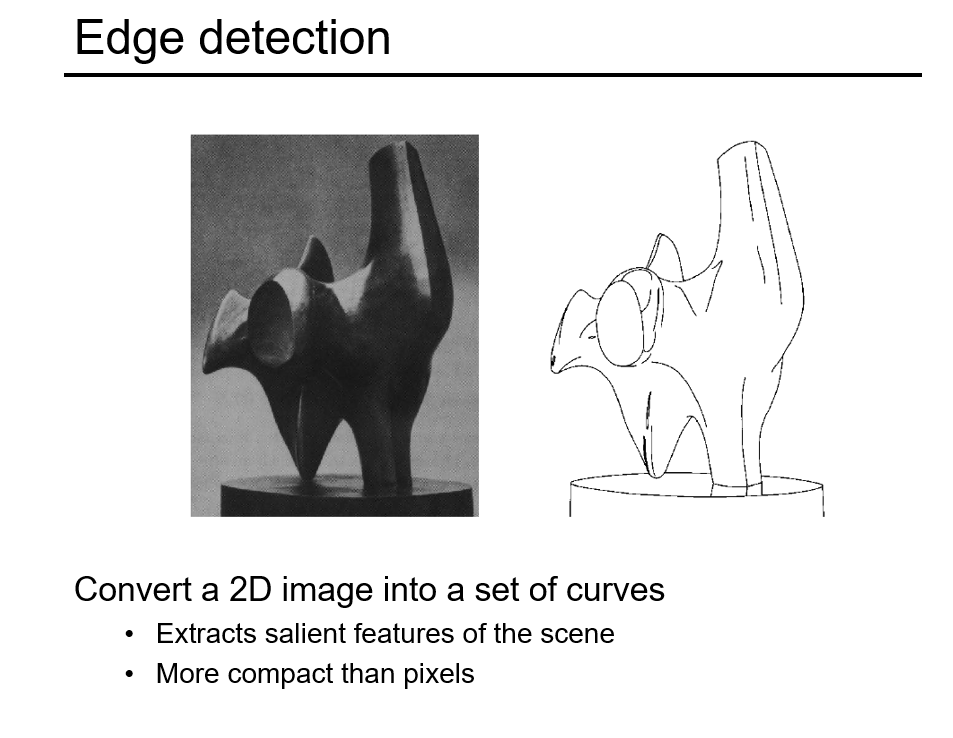 Edge detection
Convert a 2D image into a set of curves
• Extracts salient features of the scene
• More compact than pixels